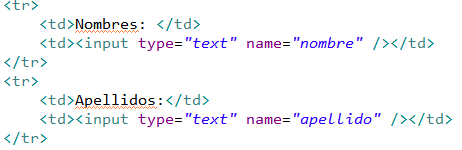 <tr>
    <td>Nombres: </td>
    <td><input type="text" name="nombre" /></td>
</tr>
<tr>
    <td>Apellidos:</td>
    <td><input type="text" name="apellido" /></td>
</tr>